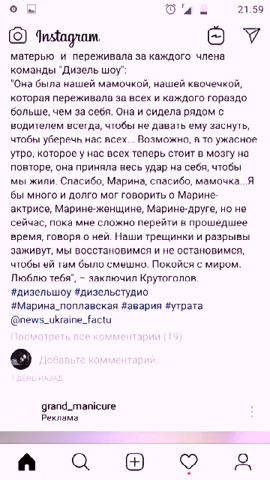 21:59
Instagram
матерью и переживала за каждого члена
команды "Дизель шоу":
"Она была нашей мамочкой, нашей квочечкой,
которая переживала за всех и каждого гораздо
больше, чем за себя. Она и сидела рядом с
водителем всегда, чтобы не давать ему заснуть,
чтобы уберечь нас всех... Возможно, в то ужасное
утро, которое у нас всех теперь стоит в мозгу на
повторе, она приняла весь удар на себя, чтобы
мы жили. Спасибо, Марина, спасибо, мамочка...Я
бы много и долго мог говорить о Марине-
актрисе, Марине-женщине, Марине-друге, но не
сейчас, пока мне сложно перейти в прошедшее
время, говоря о ней. Наши трещинки и разрывы
заживут, мы восстановимся и не остановимся,
чтобы ей там было смешно. Покойся с миром.
Люблю тебя", – заключил Крутоголов.
#дизельшоу #дизельстудио
#Марина_поплавская #авария #утрата
@news_ukraine_factu
Посмотреть все комментарии (19)
Добавьте комментарий...
1 ДЕНЬ НАЗАД
grand_manicure
Реклама